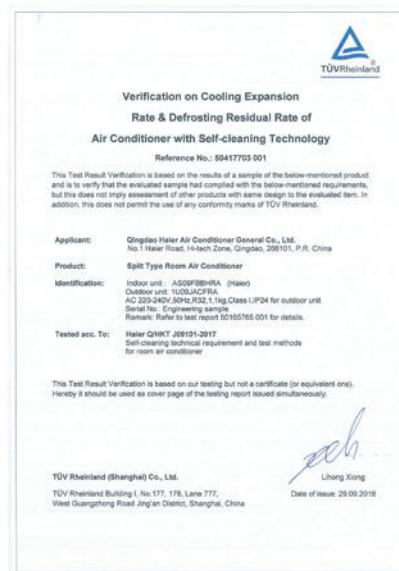 TÜVRheinland
Verification on Cooling Expansion
Rate & Defrosting Residual Rate of
Air Conditioner with Self-cleaning Technology
Reference No.: 50417703 001
This Test Result Verification is based on the results of a sample of the below-mentioned product
and is to verify that the evaluated sample had complied with the below-mentioned requirements,
but this does not imply assessment of other products with same design to the evaluated item. In
addition, this does not permit the use of any conformity marks of TÜV Rheinland.
Applicant: Qingdao Haier Air Conditioner General Co., Ltd.
No.1 Haier Road, Hi-tech Zone, Qingdao, 266101, P.R. China
Product: Split Type Room Air Conditioner
Identification: Indoor unit : AS09FBBHRA (Haier)
Outdoor unit: 1U09JACFRA
AC 220-240V,50Hz,R32,1.1kg,Class I,IP24 for outdoor unit
Serial No.: Engineering sample
Remark: Refer to test report 50165765 001 for details.
Tested acc. To: Haier Q/HKT J09101-2017
Self-cleaning technical requirement and test methods
for room air conditioner
This Test Result Verification is based on our testing but not a certificate (or equivalent one).
Hereby it should be used as cover page of the testing report issued simultaneously.
TÜV Rheinland (Shanghai) Co., Ltd.
Lihong Xiong
TÜV Rheinland Building I, No.177, 178, Lane 777,
Date of issue: 29.09.2018
West Guangzhong Road Jing'an District, Shanghai, China